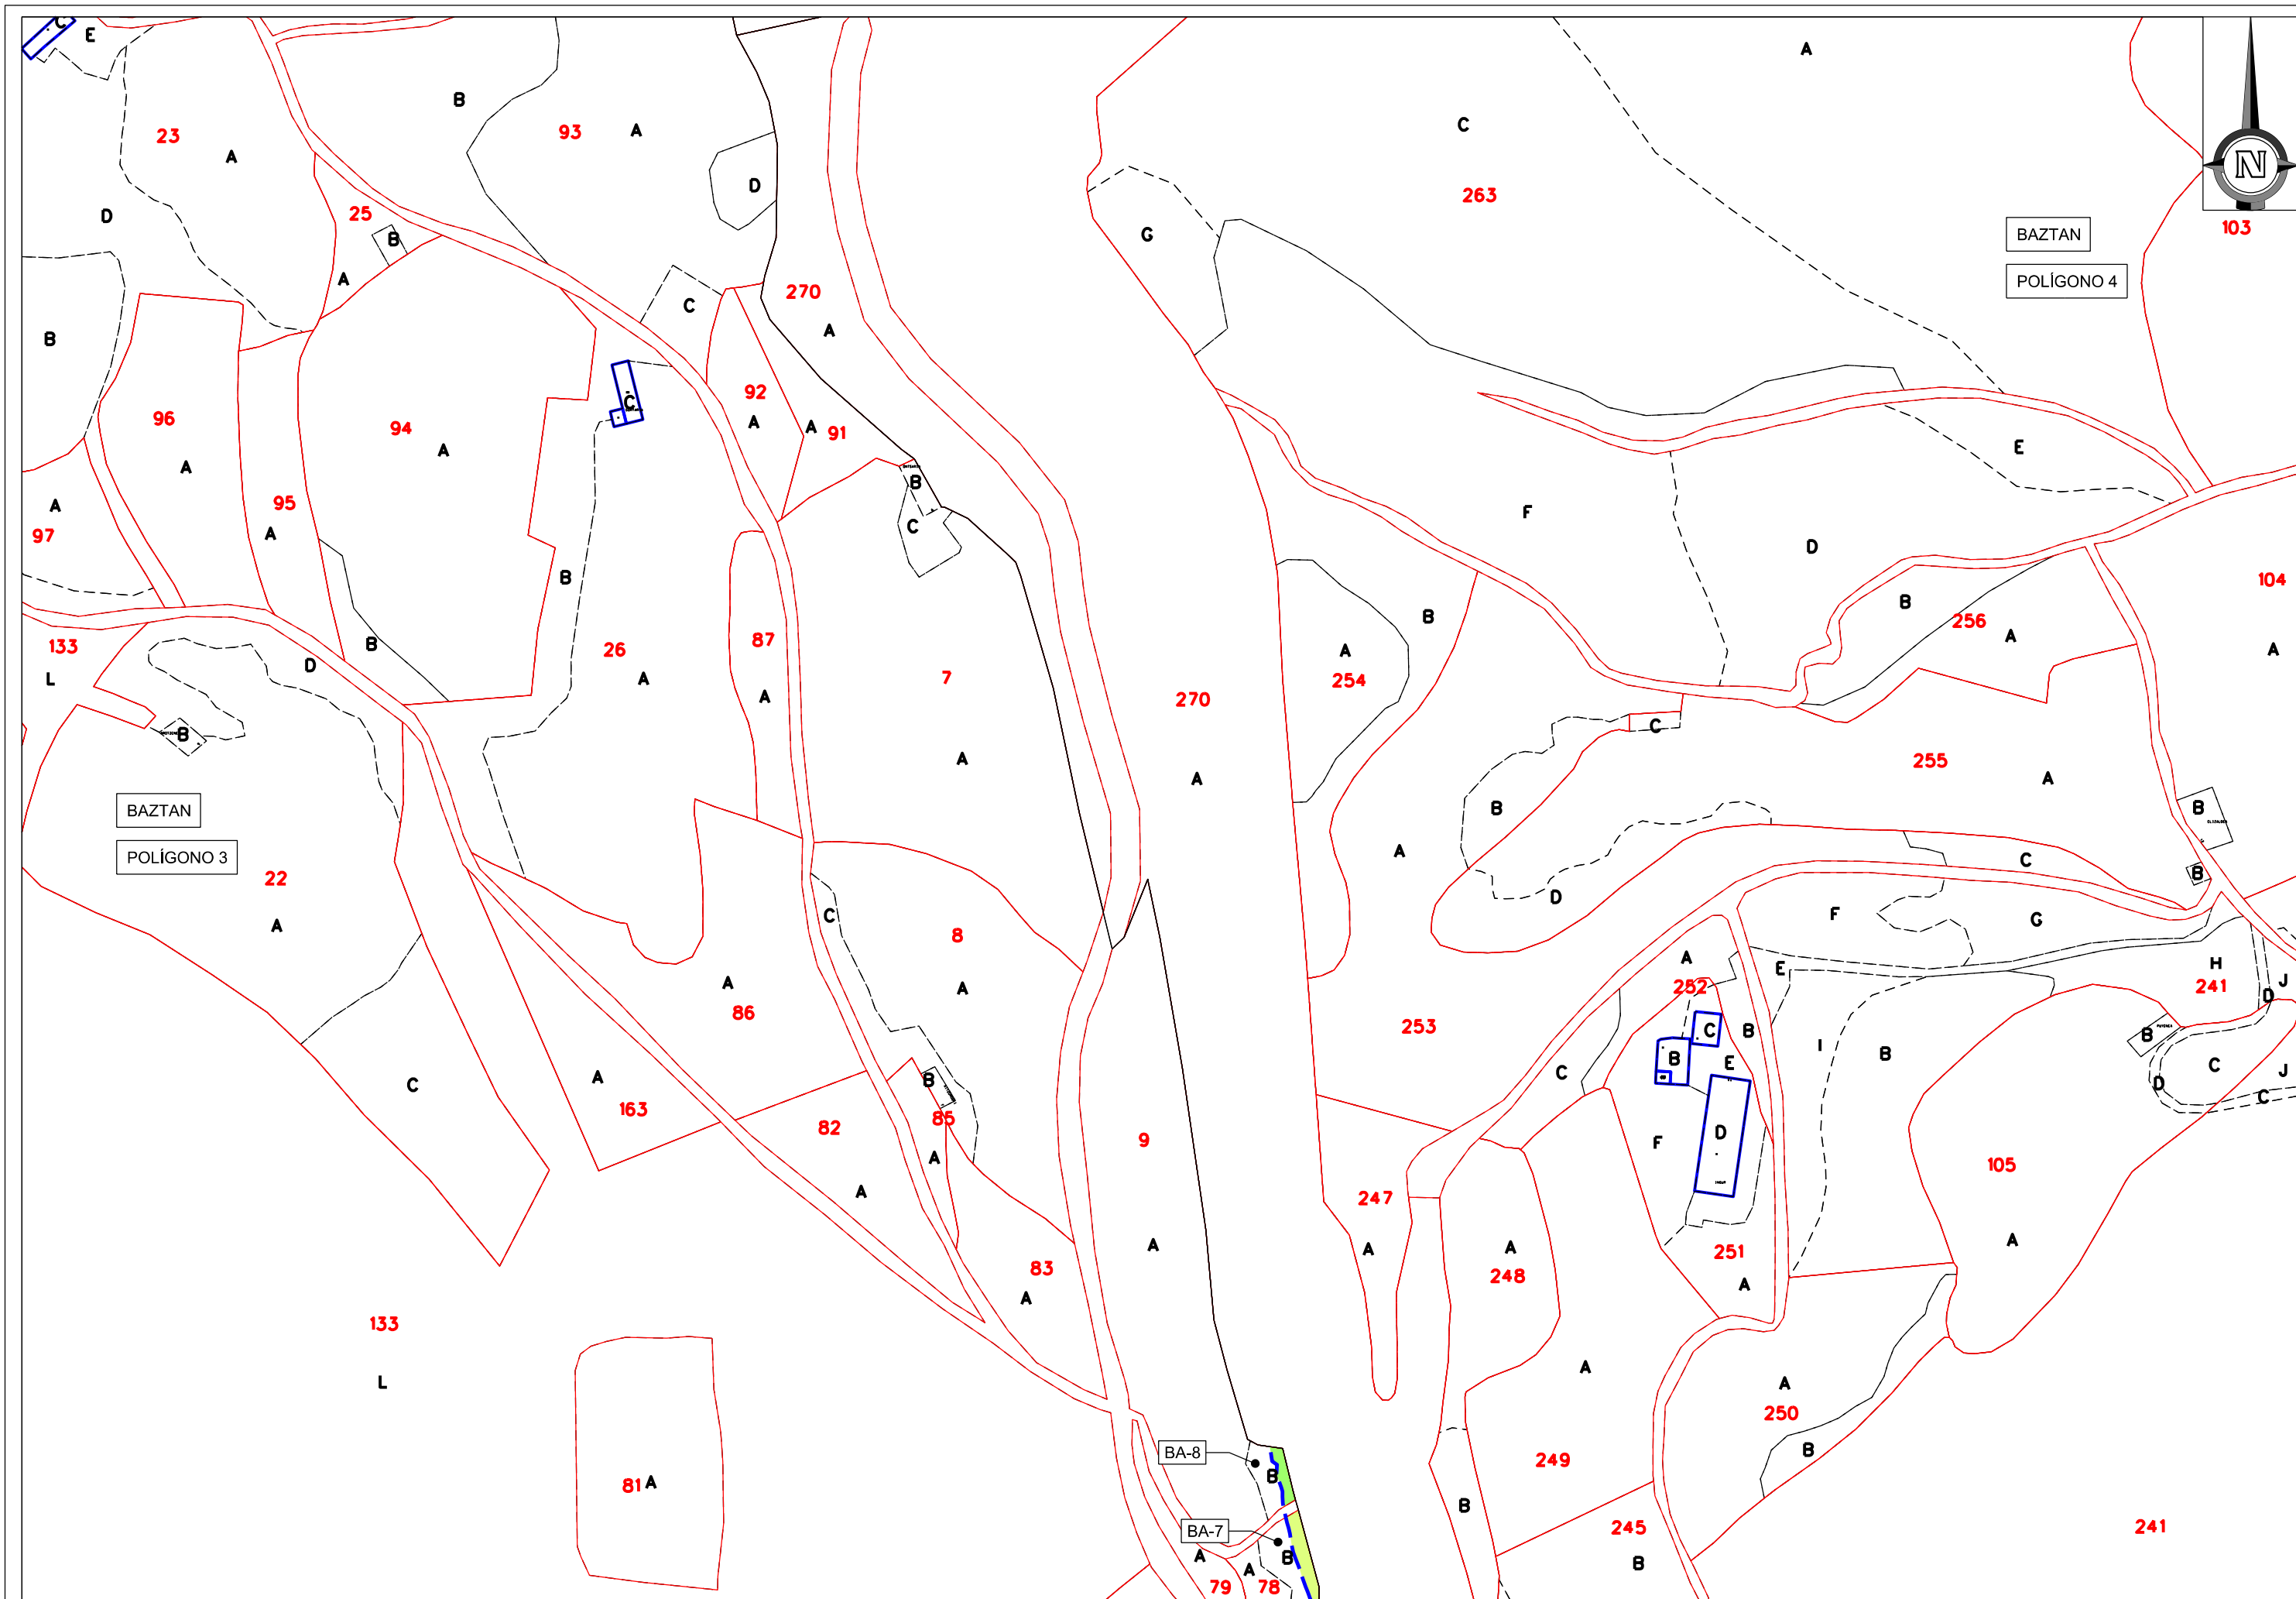 C
E
A
B
93
A
C
23
A
N
D
263
25
D
B
G
BAZTAN
103
A
POLÍGONO 4
270
C
B
A
92
C
96
A
A
91
94
A
E
A
B
95
A
A
F
C
97
D
B
104
B
B
256
A
133
87
B
A
26
A
254
D
L
A
7
A
A
270
C
B
A
255
A
A
BAZTAN
B
B
POLÍGONO 3
A
22
C
B
D
C
F
G
A
8
A
A
E
H
252
241
J
A
A
D
86
253
C
B
B
I
B
B
E
C
J
C
A
B
C
D
C
163
85
82
D
9
F
A
105
A
247
A
A
A
251
A
83
248
A
A
133
A
L
A
250
B
BA-8
249
81 A
B
B
BA-7
245
241
A
B
A
B
79
78